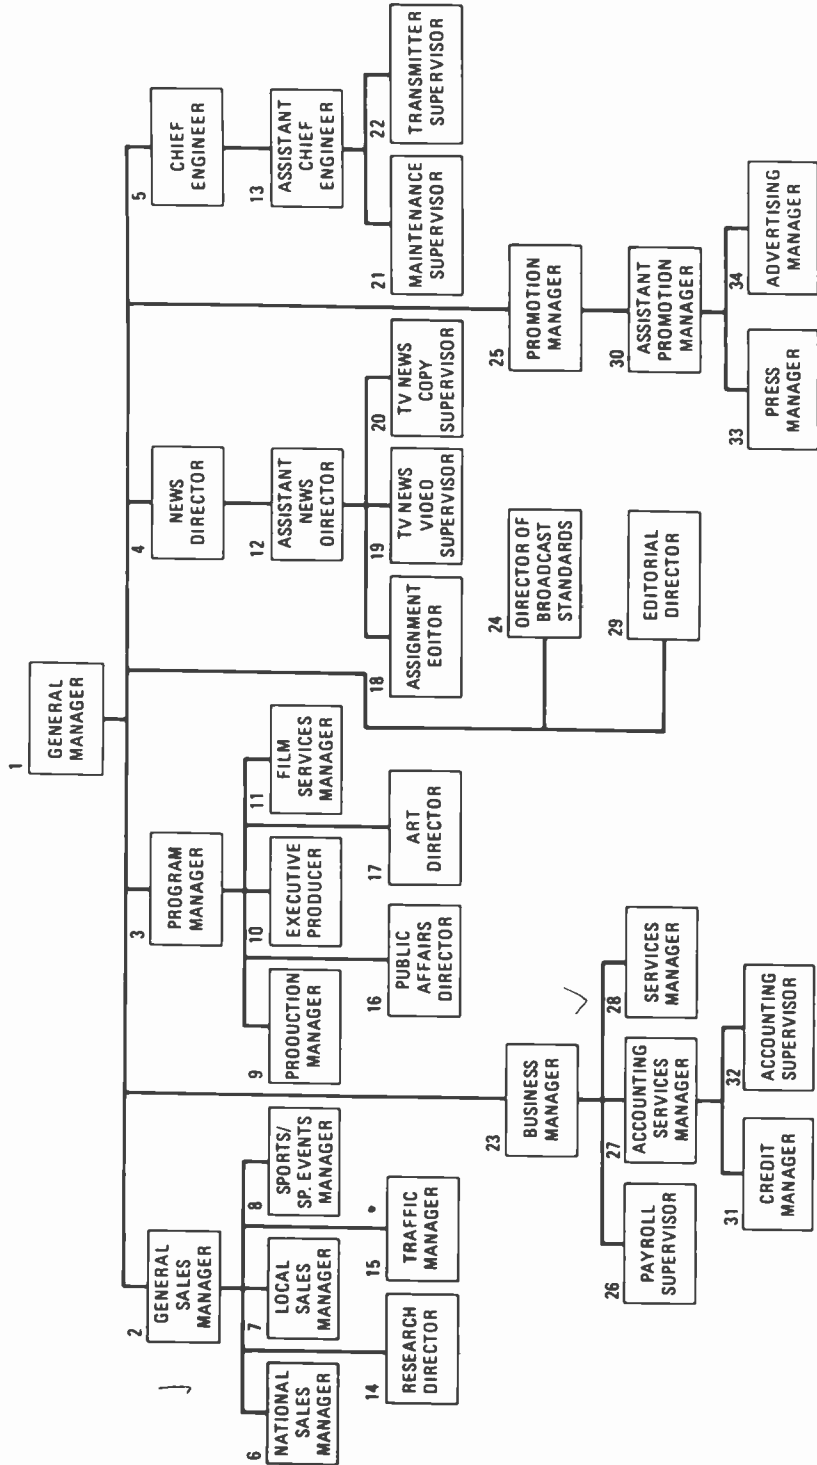 1
GENERAL
MANAGER
2
GENERAL
SALES
MANAGER
3
PROGRAM
MANAGER
4
NEWS
DIRECTOR
5
CHIEF
ENGINEER
6
NATIONAL
SALES
MANAGER
7
LOCAL
SALES
MANAGER
8
SPORTS/
SP. EVENTS
MANAGER
9
PRODUCTION
MANAGER
10
EXECUTIVE
PRODUCER
11
FILM
SERVICES
MANAGER
12
ASSISTANT
NEWS
DIRECTOR
13
ASSISTANT
CHIEF
ENGINEER
14
RESEARCH
DIRECTOR
15
TRAFFIC
MANAGER
16
PUBLIC
AFFAIRS
DIRECTOR
17
ART
DIRECTOR
18
ASSIGNMENT
EDITOR
19
TV NEWS
VIDEO
SUPERVISOR
20
TV NEWS
COPY
SUPERVISOR
21
MAINTENANCE
SUPERVISOR
22
TRANSMITTER
SUPERVISOR
23
BUSINESS
MANAGER
24
DIRECTOR OF
BROADCAST
STANDARDS
25
PROMOTION
MANAGER
26
PAYROLL
SUPERVISOR
27
ACCOUNTING
SERVICES
MANAGER
28
SERVICES
MANAGER
29
EDITORIAL
DIRECTOR
30
ASSISTANT
PROMOTION
MANAGER
31
CREDIT
MANAGER
32
ACCOUNTING
SUPERVISOR
33
PRESS
MANAGER
34
ADVERTISING
MANAGER